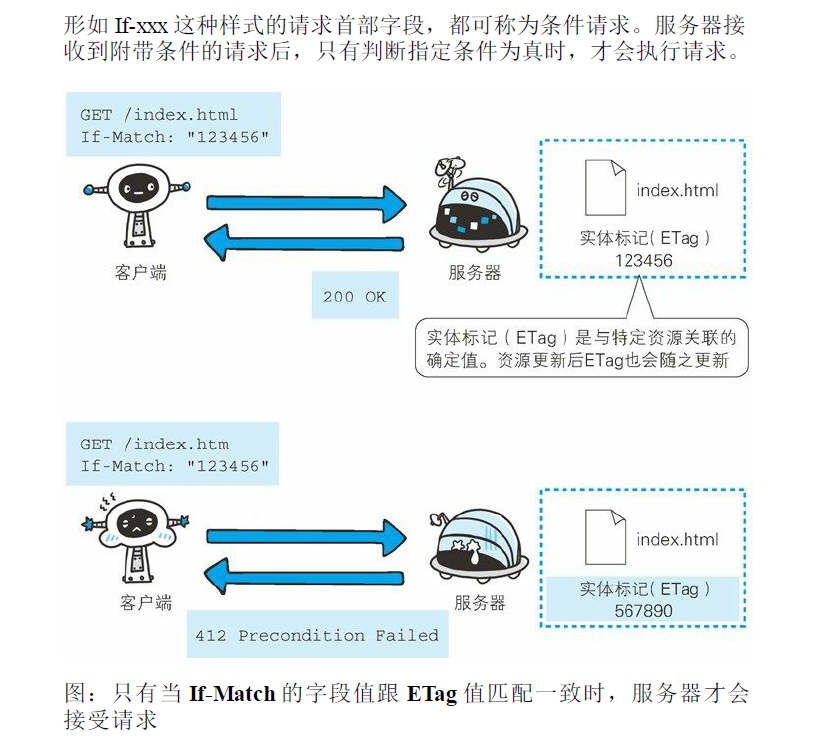 形如 If-xxx 这种样式的请求首部字段，都可称为条件请求。服务器接
收到附带条件的请求后，只有判断指定条件为真时，才会执行请求。
GET /index.html
If-Match: "123456"
index.html
实体标记（ETag）
123456
客户端
服务器
200 OK
实体标记（ETag）是与特定资源关联的
确定值。资源更新后ETag也会随之更新
GET /index.htm
If-Match: "123456"
index.html
实体标记（ETag）
567890
客户端
服务器
412 Precondition Failed
图：只有当 If-Match 的字段值跟 ETag 值匹配一致时，服务器才会
接受请求